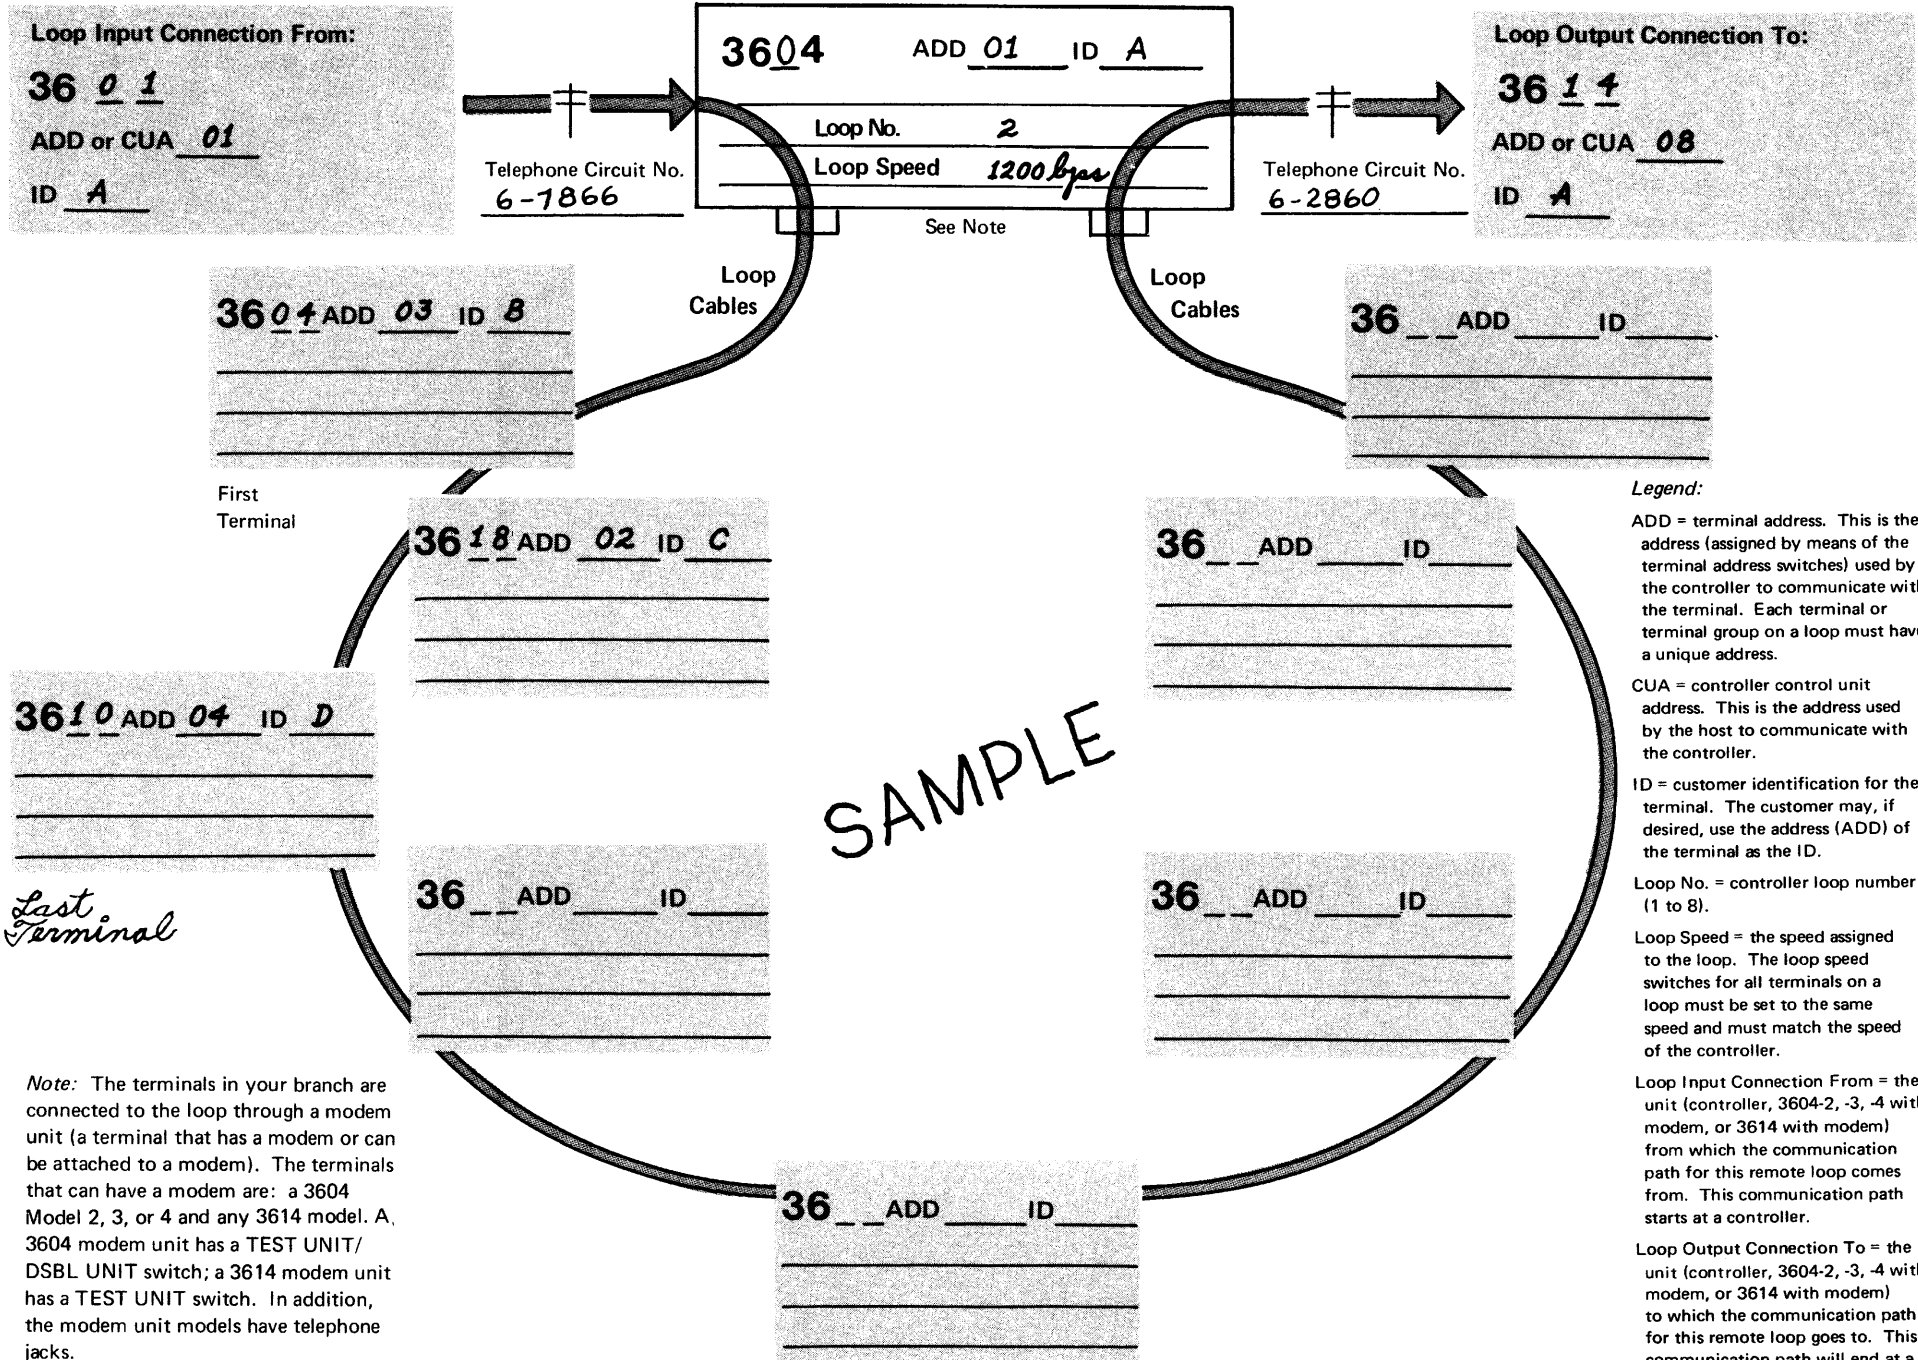 Loop Input Connection From:
36 0 1
ADD or CUA 01
ID A
Telephone Circuit No.
6-7866
3604 ADD 01 ID A
Loop No. 2
Loop Speed 1200 bps
See Note
Telephone Circuit No.
6-2860
Loop Output Connection To:
36 1 4
ADD or CUA 08
ID A
Loop
Cables
Loop
Cables
36 0 4 ADD 03 ID B
First
Terminal
36 1 8 ADD 02 ID C
36 1 0 ADD 04 ID D
Last
Terminal
36 _ _ ADD ID
36 _ _ ADD ID
36 _ _ ADD ID
36 _ _ ADD ID
36 _ _ ADD ID
SAMPLE
Note: The terminals in your branch are
connected to the loop through a modem
unit (a terminal that has a modem or can
be attached to a modem). The terminals
that can have a modem are: a 3604
Model 2, 3, or 4 and any 3614 model. A
3604 modem unit has a TEST UNIT/
DSBL UNIT switch; a 3614 modem unit
has a TEST UNIT switch. In addition,
the modem unit models have telephone
jacks.
Legend:
ADD = terminal address. This is the
address (assigned by means of the
terminal address switches) used by
the controller to communicate with
the terminal. Each terminal or
terminal group on a loop must have
a unique address.
CUA = controller control unit
address. This is the address used
by the host to communicate with
the controller.
ID = customer identification for the
terminal. The customer may, if
desired, use the address (ADD) of
the terminal as the ID.
Loop No. = controller loop number
(1 to 8).
Loop Speed = the speed assigned
to the loop. The loop speed
switches for all terminals on a
loop must be set to the same
speed and must match the speed
of the controller.
Loop Input Connection From = the
unit (controller, 3604-2, -3, -4 with
modem, or 3614 with modem)
from which the communication
path for this remote loop comes
from. This communication path
starts at a controller.
Loop Output Connection To = the
unit (controller, 3604-2, -3, -4 with
modem, or 3614 with modem)
to which the communication path
for this remote loop goes to. This
communication path will end at a